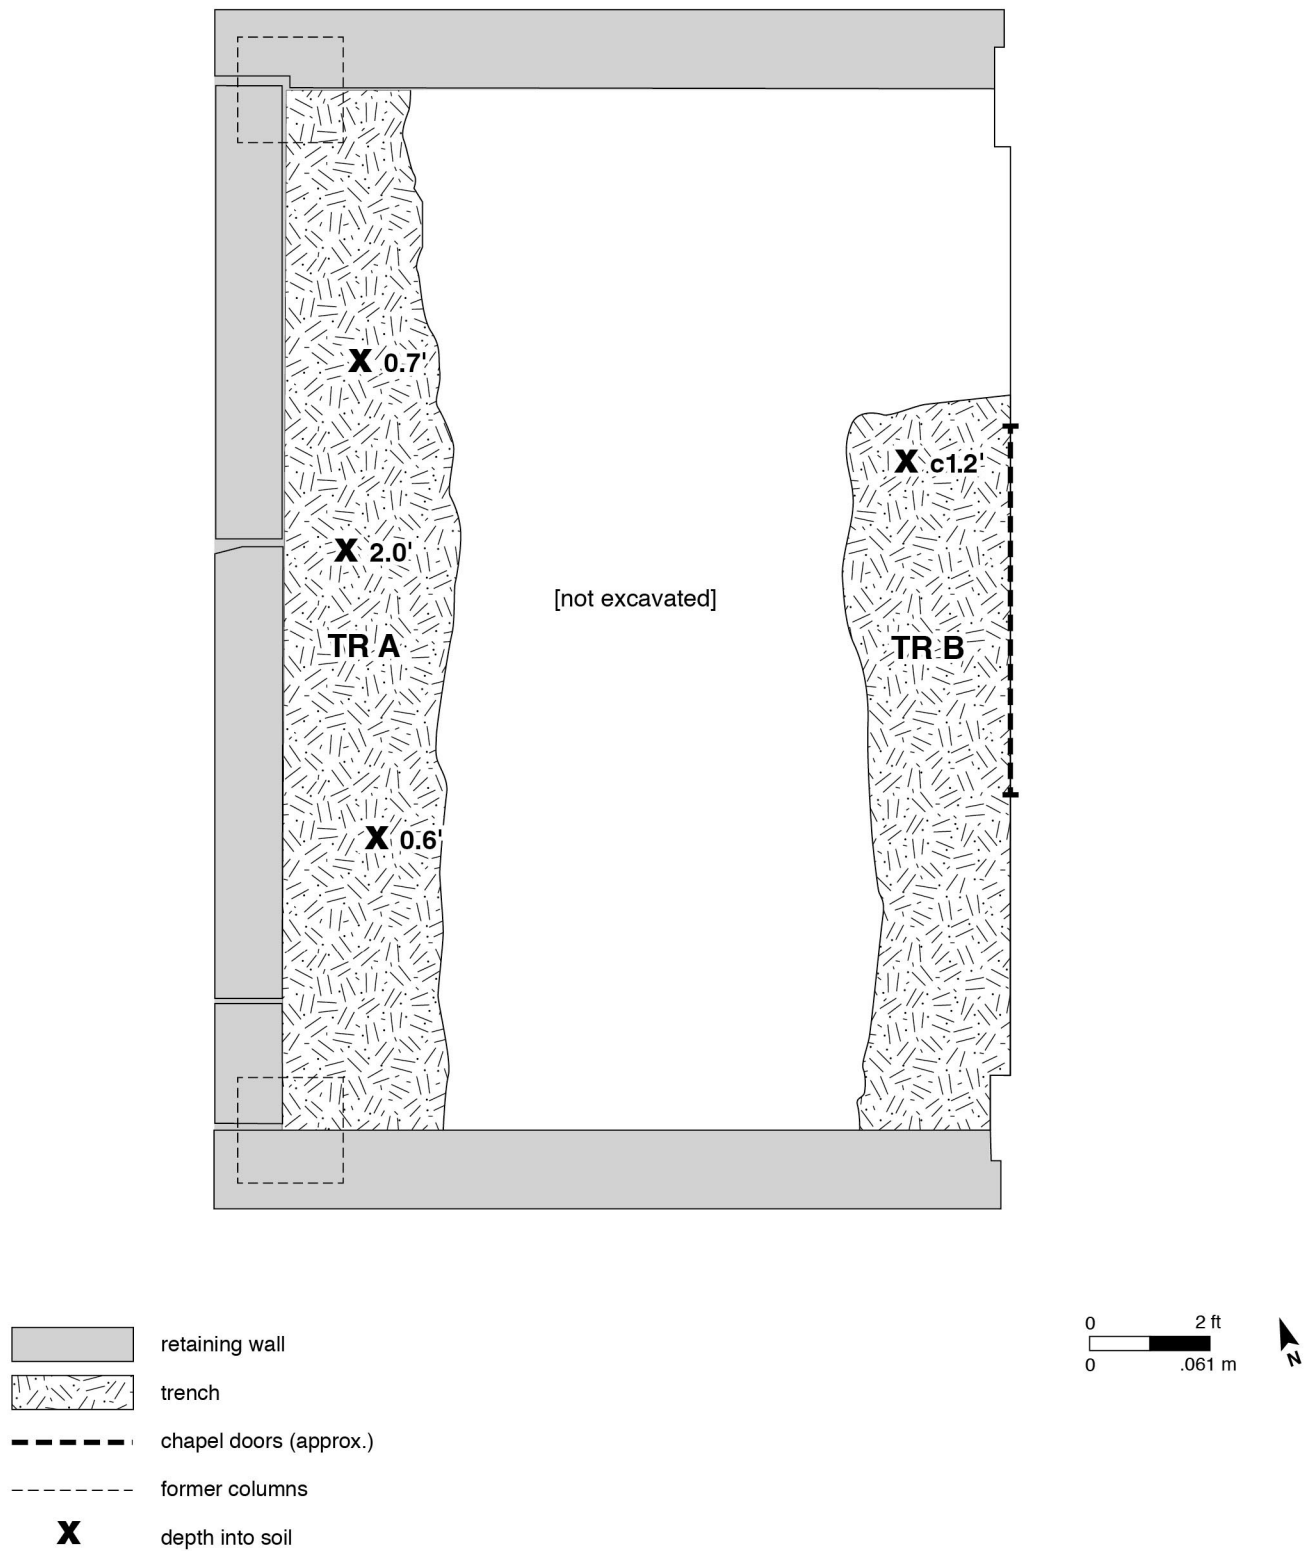 X 0.7'
X c1.2'
X 2.0'
[not excavated]
TR A
TR B
X 0.6'
0 2 ft
0 .061 m
N
retaining wall
trench
chapel doors (approx.)
former columns
X depth into soil